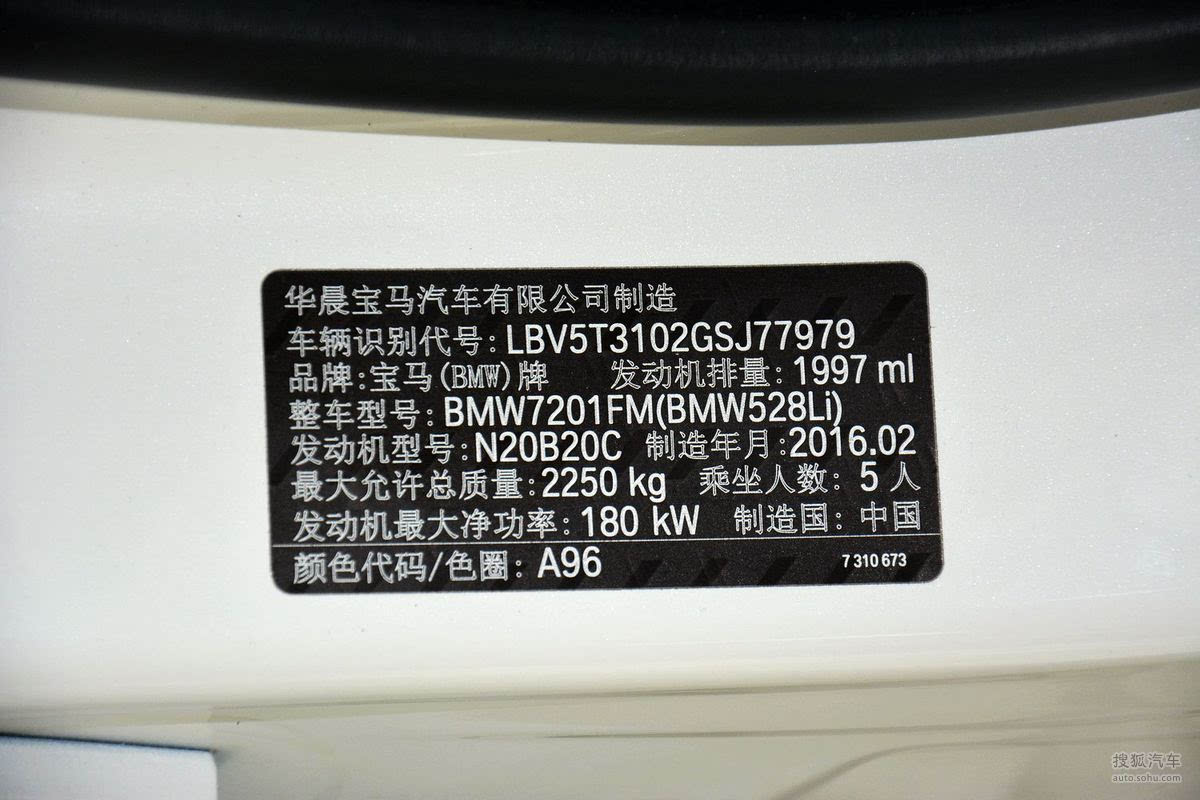 华晨宝马汽车有限公司制造
车辆识别代号: LBV5T3102GSJ77979
品牌:宝马(BMW)牌 发动机排量: 1997 ml
整车型号: BMW7201FM(BMW528Li)
发动机型号: N20B20C 制造年月:2016.02
最大允许总质量:2250 kg 乘坐人数: 5 人
发动机最大净功率: 180 kW 制造国: 中国
颜色代码/色圈: A96 7 310 673
搜狐汽车
auto.sohu.com